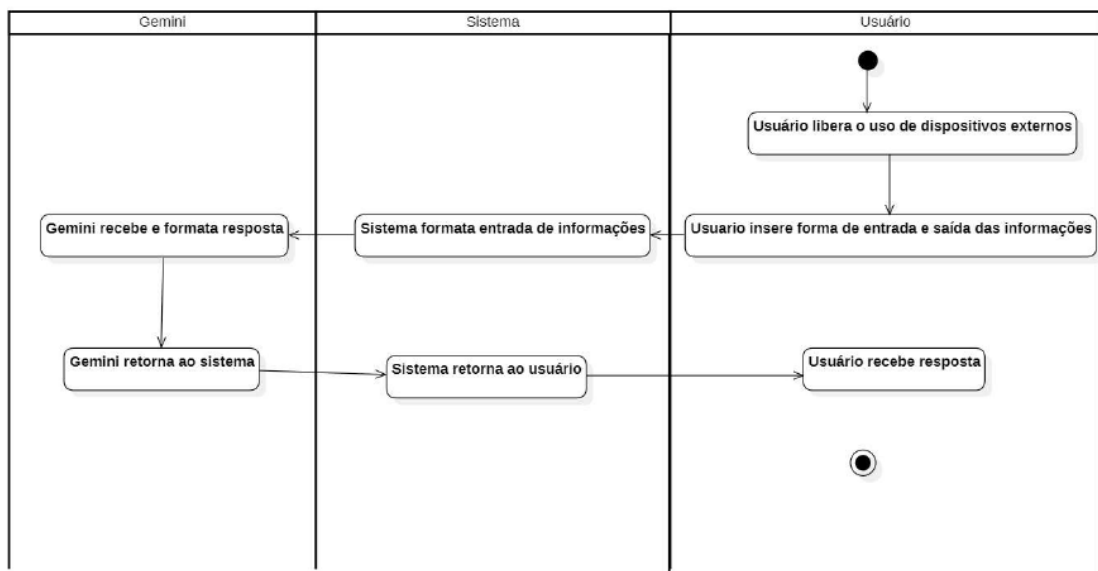 Gemini
Sistema
Usuário
Usuário libera o uso de dispositivos externos
Gemini recebe e formata resposta
Sistema formata entrada de informações
Usuario insere forma de entrada e saída das informações
Gemini retorna ao sistema
Sistema retorna ao usuário
Usuário recebe resposta